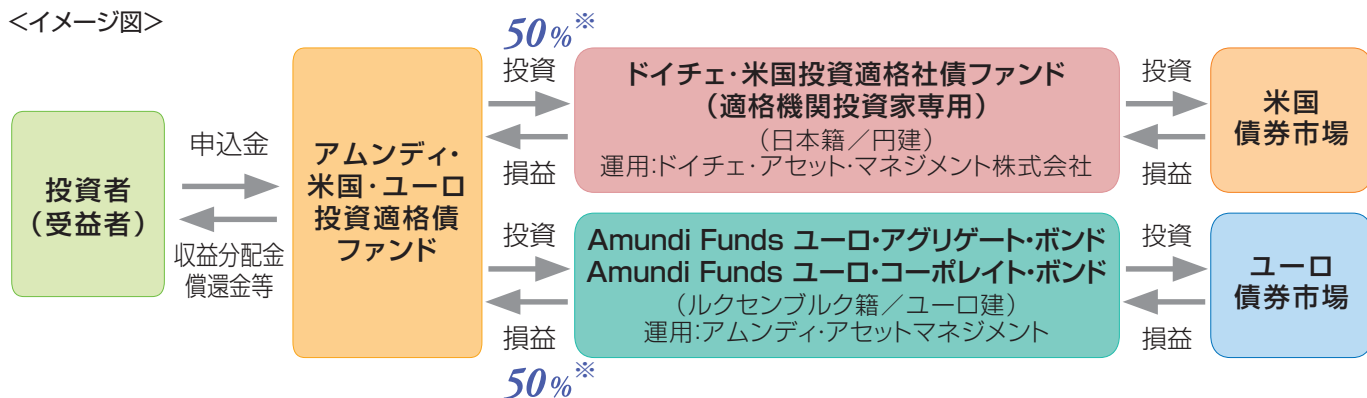 <イメージ図>
投資者
(受益者)
申込金
収益分配金
償還金等
アムンディ・
米国・ユーロ
投資適格債
ファンド
50%※
投資
損益
ドイチェ・米国投資適格社債ファンド
(適格機関投資家専用)
(日本籍/円建)
運用:ドイチェ・アセット・マネジメント株式会社
投資
損益
米国
債券市場
投資
損益
50%※
Amundi Funds ユーロ・アグリゲート・ボンド
Amundi Funds ユーロ・コーポレイト・ボンド
(ルクセンブルク籍/ユーロ建)
運用:アムンディ・アセットマネジメント
投資
損益
ユーロ
債券市場